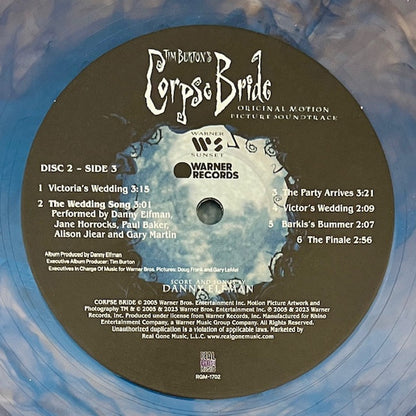 TIM BURTON'S
Corpse Bride
ORIGINAL MOTION
PICTURE SOUNDTRACK
WARNER
WS
SUNSET
WARNER
RECORDS
DISC 2 – SIDE 3
1 Victoria's Wedding 3:15
2 The Wedding Song 3:01
Performed by Danny Elfman,
Jane Horrocks, Paul Baker,
Alison Jiear and Gary Martin
3 The Party Arrives 3:21
4 Victor's Wedding 2:09
5 Barkis's Bummer 2:07
6 The Finale 2:56
Album Produced by Danny Elfman
Executive Album Producer: Tim Burton
Executives in Charge Of Music for Warner Bros. Pictures: Doug Frank and Gary LeMel
SCORE AND SONGS BY
DANNY ELFMAN
CORPSE BRIDE © 2005 Warner Bros. Entertainment Inc. Motion Picture Artwork and
Photography TM & © 2005 & 2023 Warner Bros. Entertainment Inc. ℗ 2005 & 2023 Warner
Records, Inc. Produced under license from Warner Records, Inc. Manufactured for Rhino
Entertainment Company, a Warner Music Group Company. All Rights Reserved.
Unauthorized duplication is a violation of applicable laws. Marketed by
Real Gone Music, L.L.C. www.realgonemusic.com
REAL
GONE
MUSIC
RGM-1702